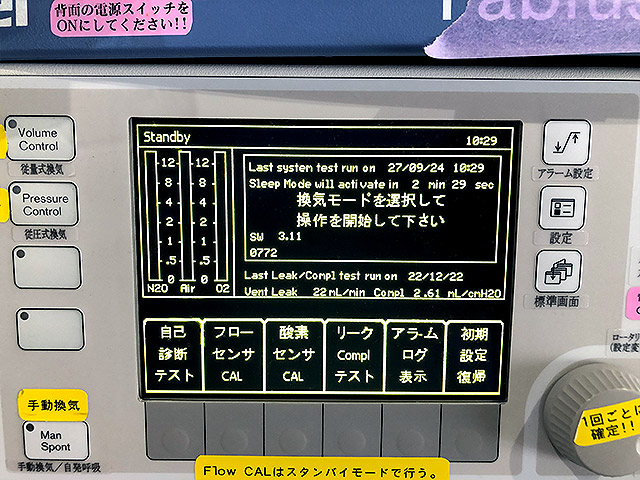 背面の電源スイッチを
ONにしてください!!
Fabius
Volume
Control
従量式換気
Pressure
Control
従圧式換気
手動換気
Man
Spont
手動換気/自発呼吸
Standby
10:29
Last system test run on 27/09/24 10:29
Sleep Mode will activate in 2 min 29 sec
換気モードを選択して
操作を開始して下さい
SW 3.11
0772
Last Leak/Compl test run on 22/12/22
Vent Leak 22 mL/min Compl 2.61 mL/cmH2O
12 12
8 8
4 4
.5 .5
0 0
N2O Air O2
自己
診断
テスト
フロー
センサ
CAL
酸素
センサ
CAL
リーク
Compl
テスト
アラーム
ログ
表示
初期
設定
復帰
アラーム設定
設定
標準画面
1回ごとに
確定!!
Flow CALはスタンバイモードで行う。